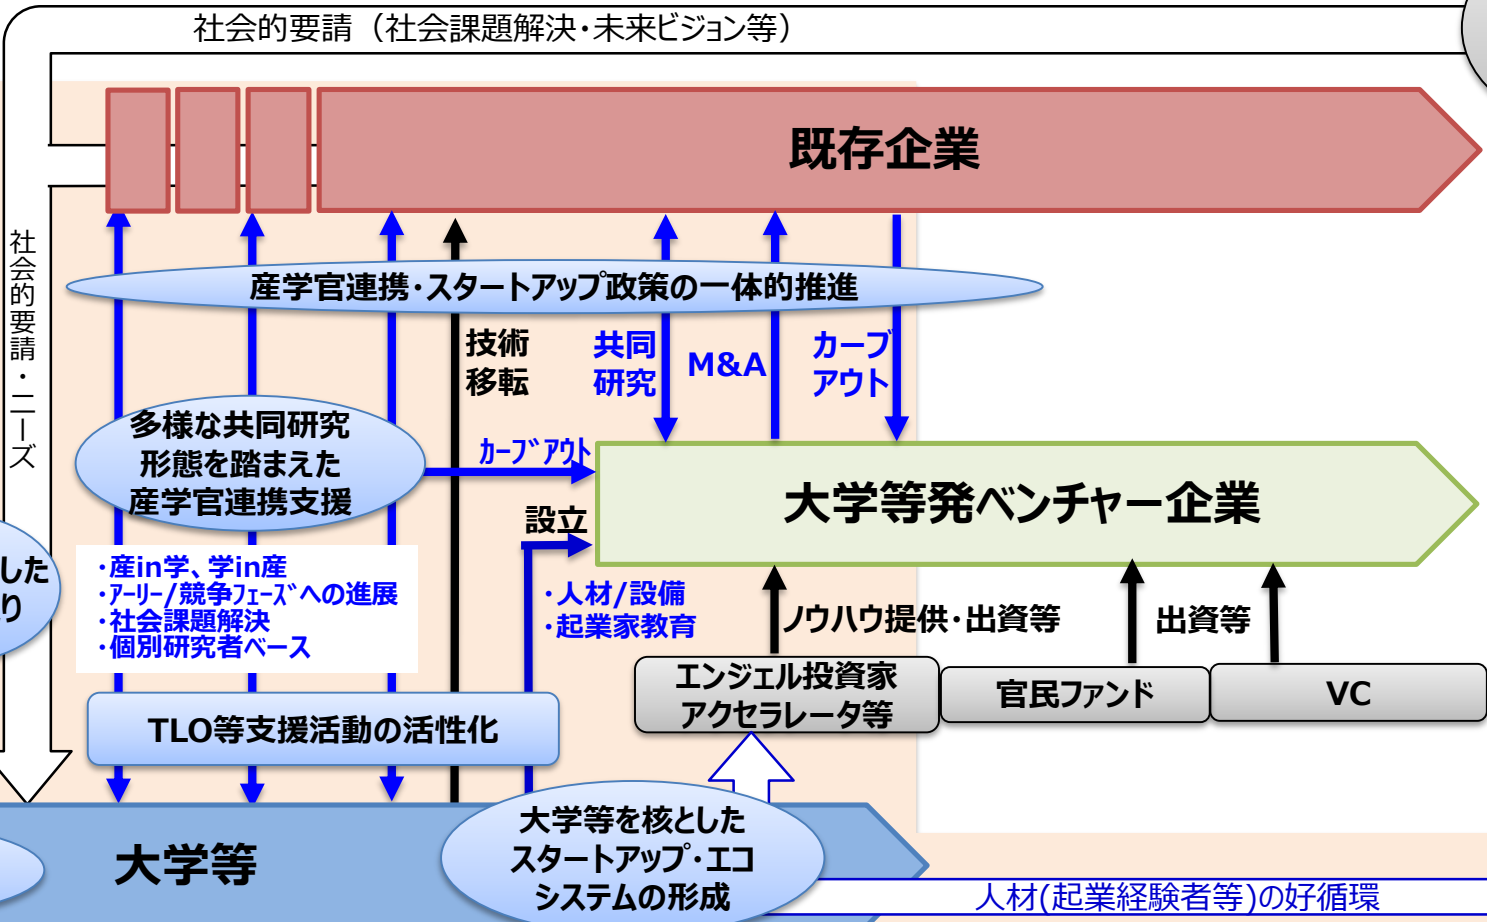 社会的要請（社会課題解決・未来ビジョン等）
既存企業
社会的要請・ニーズ
産学官連携・スタートアップ政策の一体的推進
技術
移転
共同
研究
M&A
カーブ
アウト
多様な共同研究
形態を踏まえた
産学官連携支援
ｶｰﾌﾞｱｳﾄ
設立
大学等発ベンチャー企業
した
り
・産in学、学in産
・ｱｰﾘｰ/競争ﾌｪｰｽﾞへの進展
・社会課題解決
・個別研究者ベース
・人材/設備
・起業家教育
ノウハウ提供・出資等
出資等
エンジェル投資家
アクセラレータ等
官民ファンド
VC
TLO等支援活動の活性化
大学等
大学等を核とした
スタートアップ・エコ
システムの形成
人材(起業経験者等)の好循環